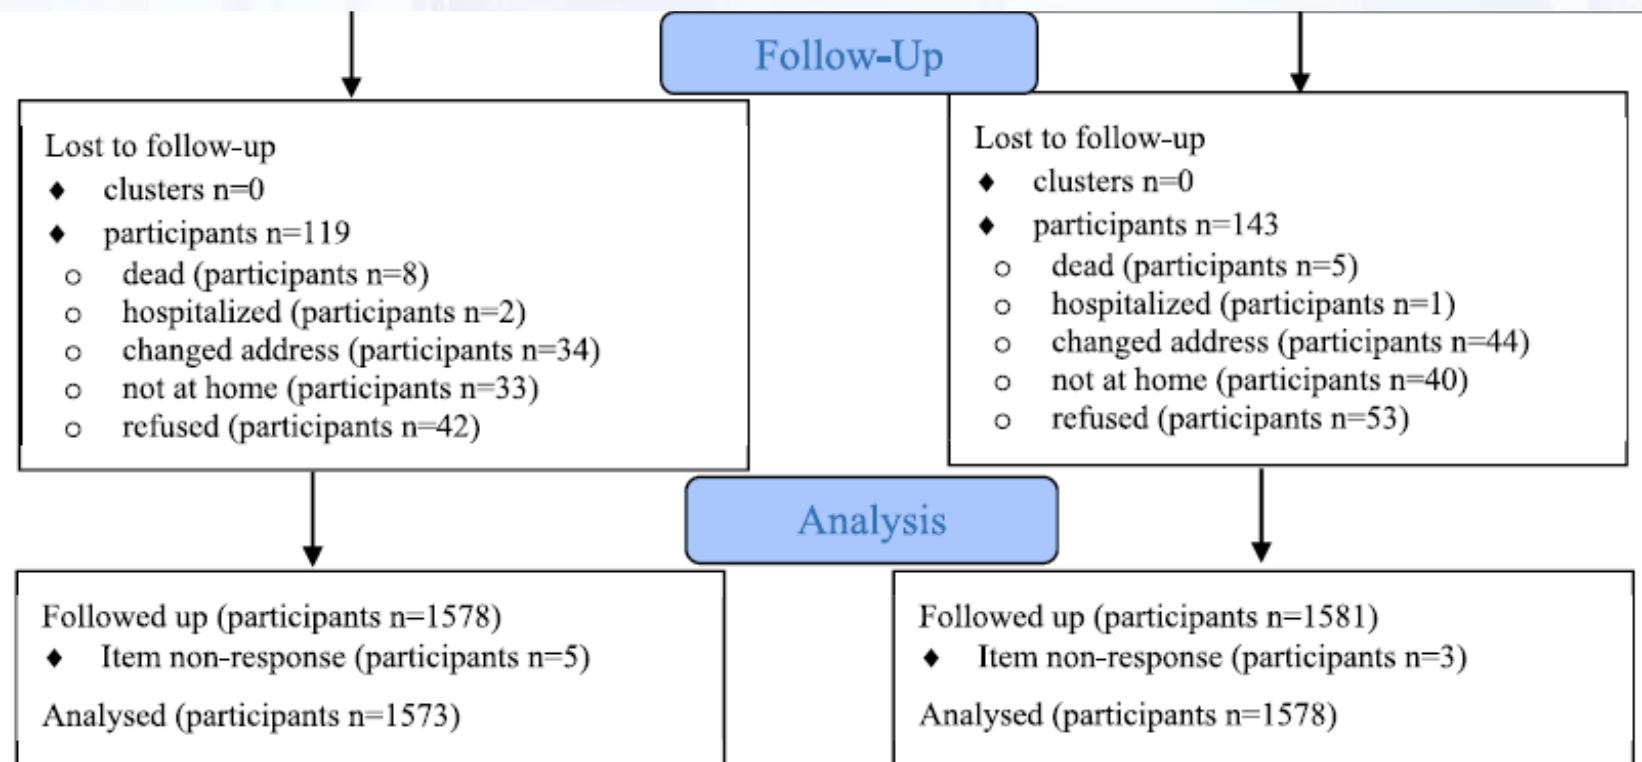 Follow-Up
Lost to follow-up
♦ clusters n=0
♦ participants n=119
o dead (participants n=8)
o hospitalized (participants n=2)
o changed address (participants n=34)
o not at home (participants n=33)
o refused (participants n=42)
Lost to follow-up
♦ clusters n=0
♦ participants n=143
o dead (participants n=5)
o hospitalized (participants n=1)
o changed address (participants n=44)
o not at home (participants n=40)
o refused (participants n=53)
Analysis
Followed up (participants n=1578)
♦ Item non-response (participants n=5)
Analysed (participants n=1573)
Followed up (participants n=1581)
♦ Item non-response (participants n=3)
Analysed (participants n=1578)